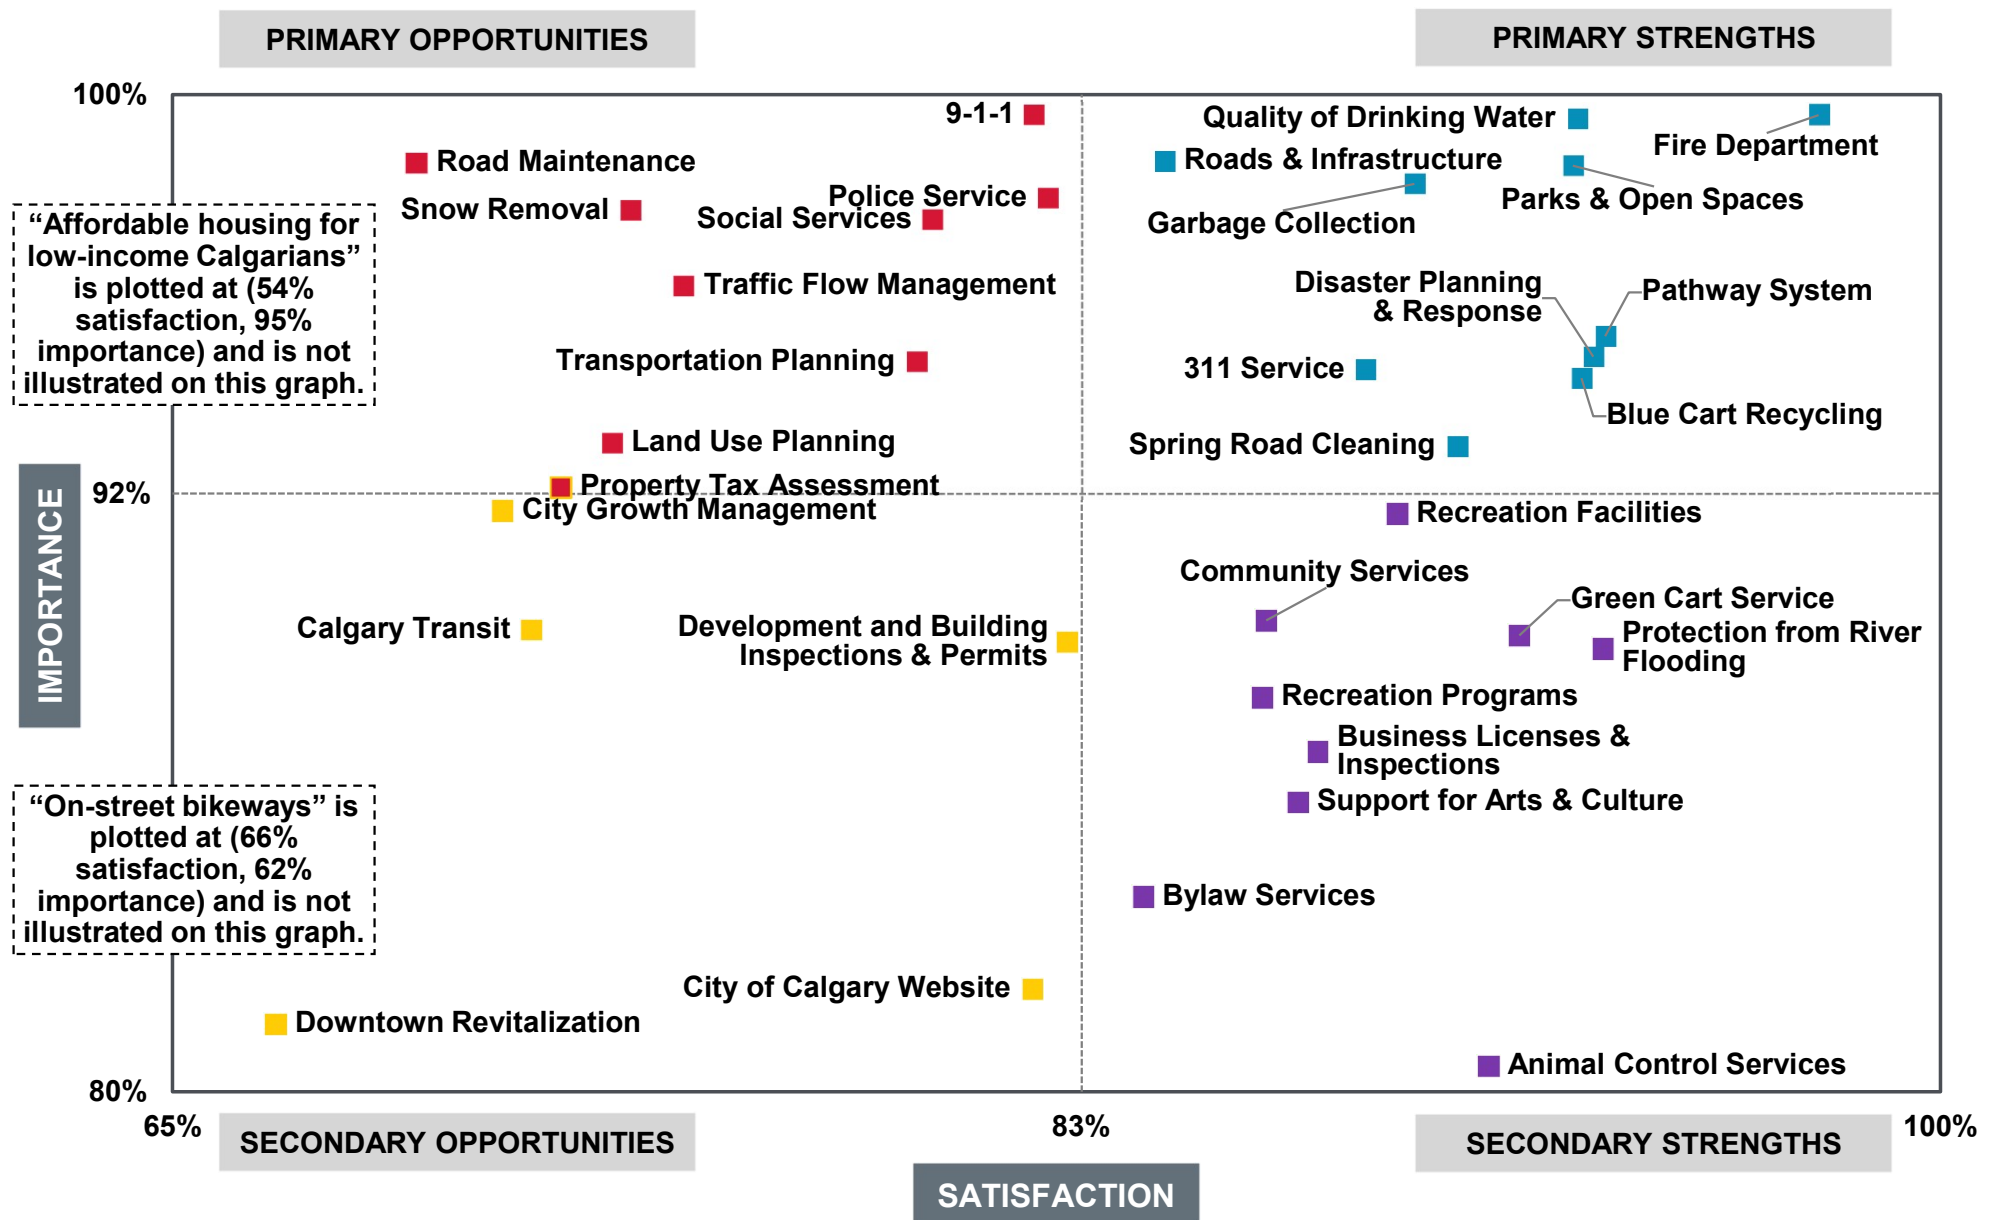 PRIMARY OPPORTUNITIES
PRIMARY STRENGTHS
100%
9-1-1
Quality of Drinking Water
Fire Department
Road Maintenance
Roads & Infrastructure
Parks & Open Spaces
Snow Removal
Police Service
Social Services
Garbage Collection
“Affordable housing for
low-income Calgarians”
is plotted at (54%
satisfaction, 95%
importance) and is not
illustrated on this graph.
Traffic Flow Management
Disaster Planning
& Response
Pathway System
Transportation Planning
311 Service
Blue Cart Recycling
Land Use Planning
Spring Road Cleaning
IMPORTANCE
92%
Property Tax Assessment
City Growth Management
Recreation Facilities
Community Services
Green Cart Service
Calgary Transit
Development and Building
Inspections & Permits
Protection from River
Flooding
Recreation Programs
Business Licenses &
Inspections
“On-street bikeways” is
plotted at (66%
satisfaction, 62%
importance) and is not
illustrated on this graph.
Support for Arts & Culture
Bylaw Services
City of Calgary Website
Downtown Revitalization
Animal Control Services
80%
65%
83%
100%
SECONDARY OPPORTUNITIES
SECONDARY STRENGTHS
SATISFACTION